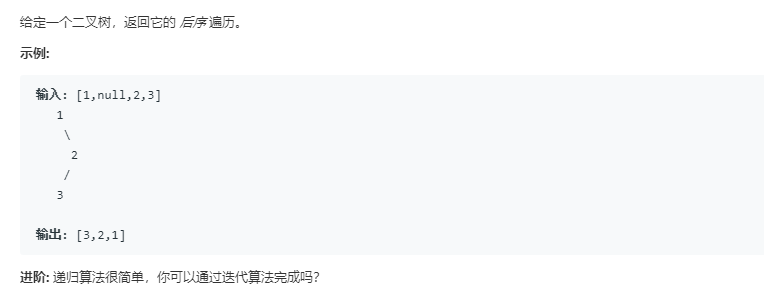 给定一个二叉树，返回它的 后序 遍历。
示例:
输入: [1,null,2,3]
   1
    \
     2
    /
   3
输出: [3,2,1]
进阶: 递归算法很简单，你可以通过迭代算法完成吗？